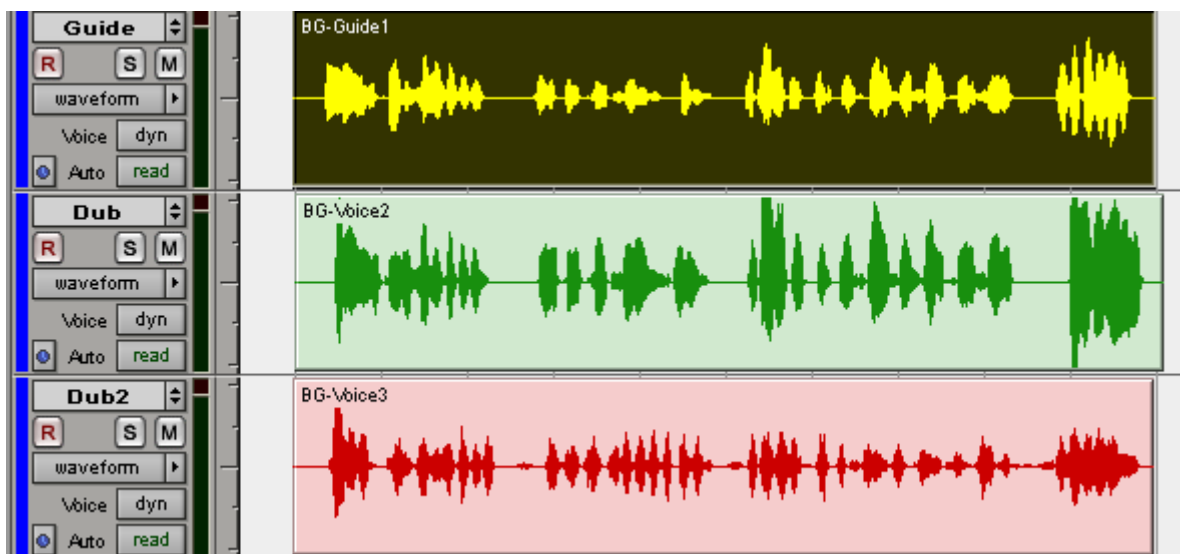 Guide
BG-Guide1
R S M
waveform
Voice dyn
Auto read
Dub
BG-Voice2
R S M
waveform
Voice dyn
Auto read
Dub2
BG-Voice3
R S M
waveform
Voice dyn
Auto read